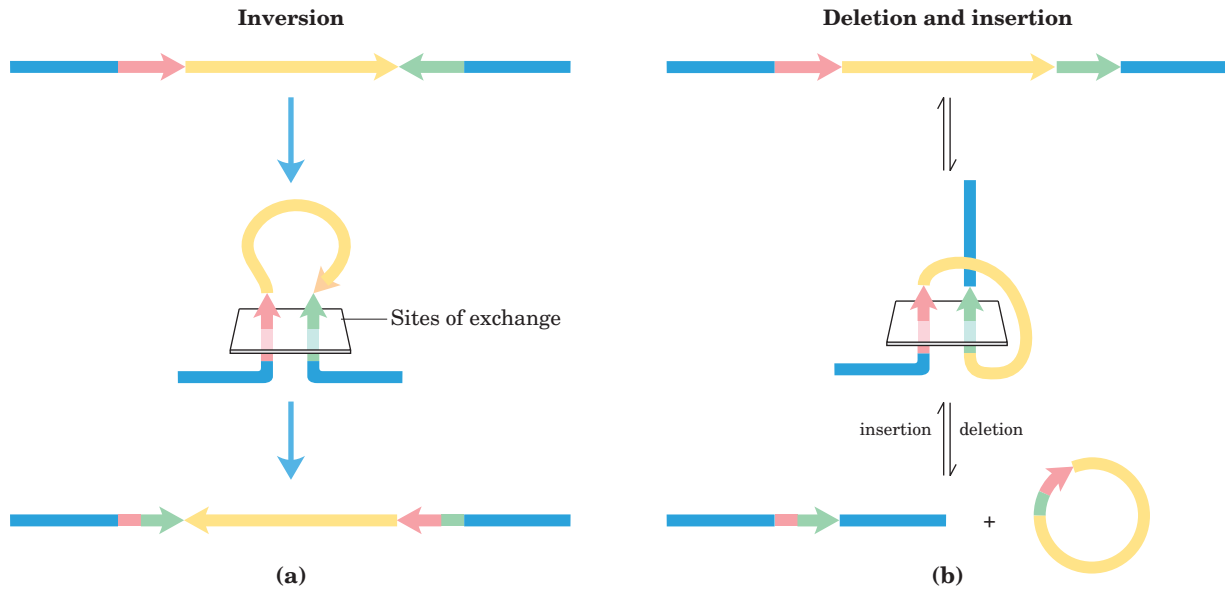 Inversion
Deletion and insertion
Sites of exchange
insertion
deletion
+
(a)
(b)